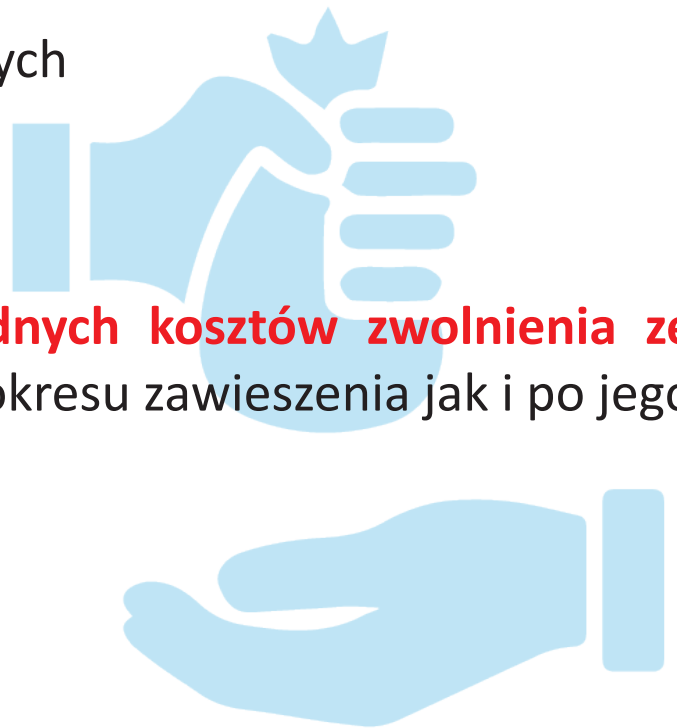 ych
dnych kosztów zwolnienia ze
okresu zawieszenia jak i po jego